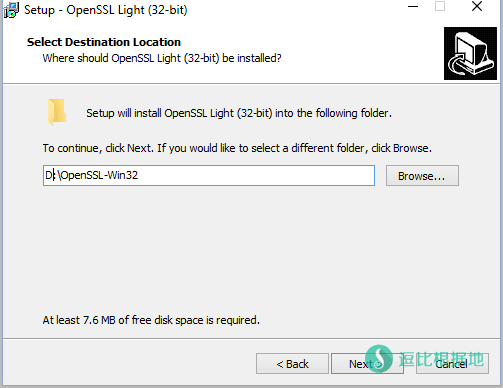 Setup - OpenSSL Light (32-bit)
Select Destination Location
Where should OpenSSL Light (32-bit) be installed?
Setup will install OpenSSL Light (32-bit) into the following folder.
To continue, click Next. If you would like to select a different folder, click Browse.
D:\OpenSSL-Win32
Browse...
At least 7.6 MB of free disk space is required.
< Back
Next >
Cancel
逗比根据地